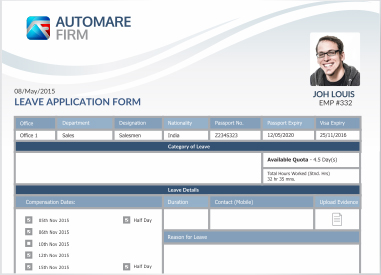 AUTOMARE
FIRM
08/May/2015
LEAVE APPLICATION FORM
JOH LOUIS
EMP #332
Office Department Designation Nationality Passport No. Passport Expiry Visa Expiry
Office 1 Sales Salesmen India 22345323 12/05/2020 25/11/2016
Category of Leave
Available Quota - 4.5 Day(s)
Total Hours Worked (Stnd. Hrs)
32 hr 35 mns.
Leave Details
Compensation Dates Duration Contact (Mobile) Upload Evidence
05th Nov 2015 Half Day
08th Nov 2015
10th Nov 2015
12th Nov 2015
15th Nov 2015 Half Day
Reason for Leave